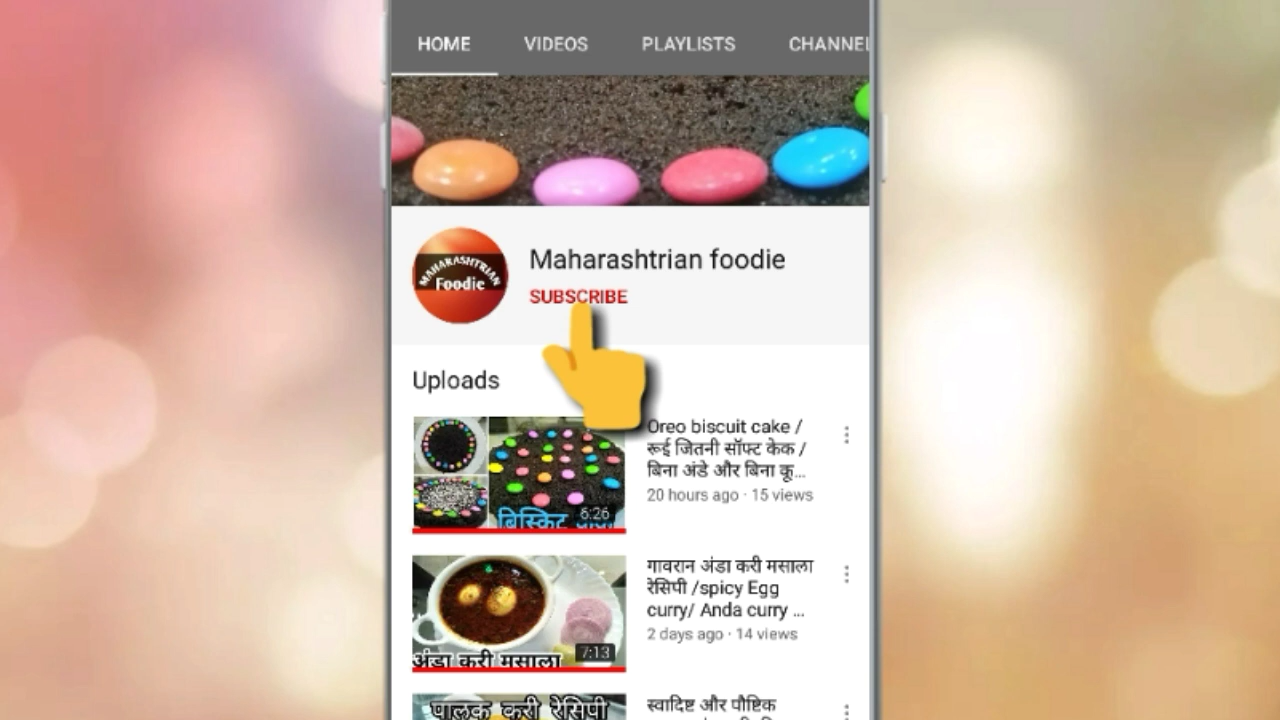 HOME VIDEOS PLAYLISTS CHANNEL
MAHARASHTRIAN
Foodie
Maharashtrian foodie
SUBSCRIBE
Uploads
Oreo biscuit cake /
रूई जितनी सॉफ्ट केक /
बिना अंडे और बिना कू...
20 hours ago · 15 views
बिस्किट
6:26
गावरान अंडा करी मसाला
रेसिपी /spicy Egg
curry/ Anda curry ...
2 days ago · 14 views
7:13
अंडा करी मसाला
पालक करी रेसिपी
स्वादिष्ट और पौष्टिक